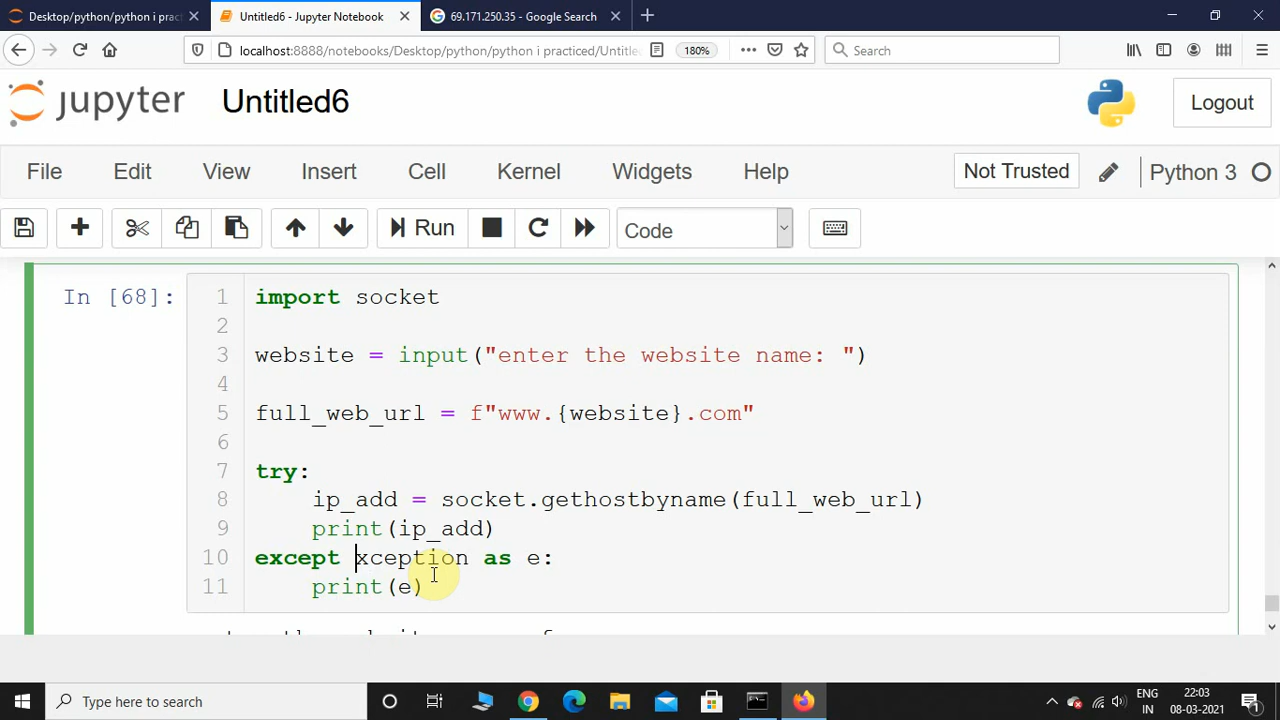 Desktop/python/python i prac
Untitled6 - Jupyter Notebook
69.171.250.35 - Google Search
localhost:8888/notebooks/Desktop/python/python i practiced/Untitle
180%
Search
jupyter
Untitled6
Logout
File
Edit
View
Insert
Cell
Kernel
Widgets
Help
Not Trusted
Python 3
Run
Code
In [68]:
1 import socket
2
3 website = input("enter the website name: ")
4
5 full_web_url = f"www.{website}.com"
6
7 try:
8 ip_add = socket.gethostbyname(full_web_url)
9 print(ip_add)
10 except xception as e:
11 print(e)
Type here to search
ENG
IN
22:03
08-03-2021
1